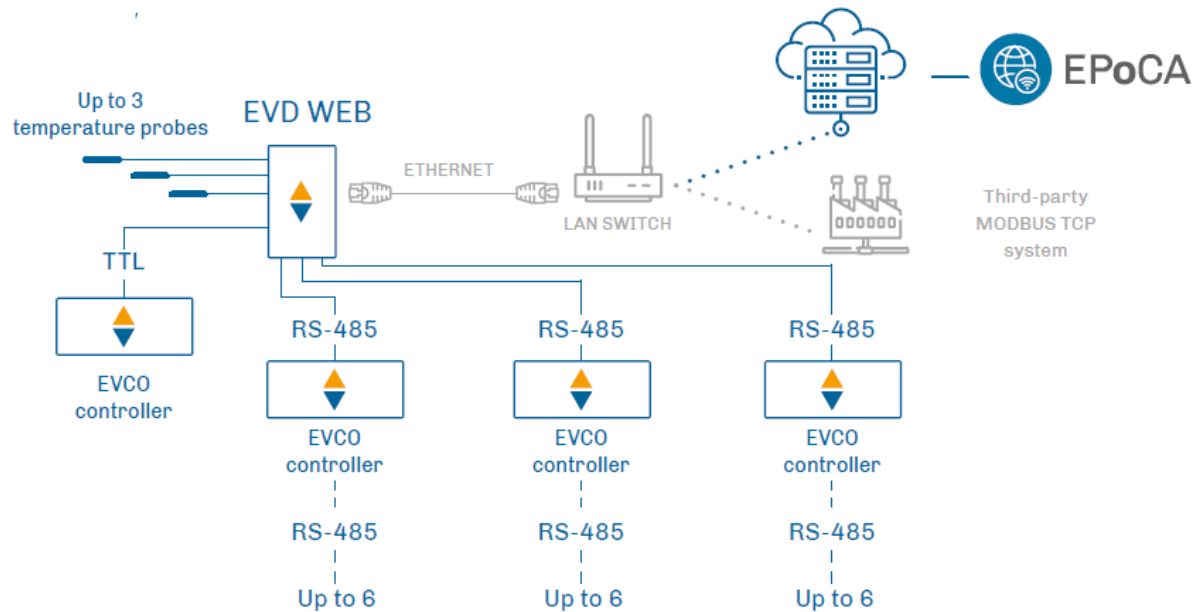 Up to 3
temperature probes
EVD WEB
ETHERNET
LAN SWITCH
EPoCA
Third-party
MODBUS TCP
system
TTL
EVCO
controller
RS-485
RS-485
RS-485
EVCO
controller
EVCO
controller
EVCO
controller
RS-485
RS-485
RS-485
Up to 6
Up to 6
Up to 6